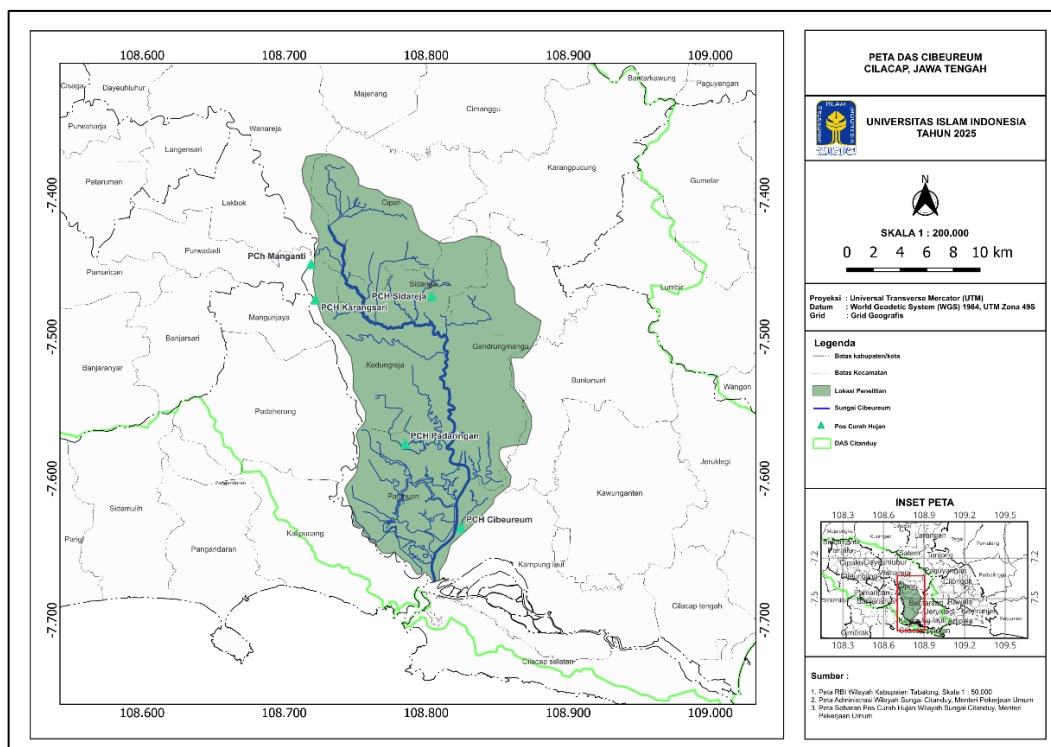 108.600 108.700 108.800 108.900 109.000
Cisaga
Dayeuhluhur
Majenang
Bantarkawung
Paguyangan
Cimanggu
Purwaharja
Wanareja
Langensari
Karangpucung
Pataruman
Gumelar
-7.400
-7.400
Lakbok
Cipari
Purwadadi
PCh Manganti
Pamarican
Sidareja
PCH Sidareja
Lumbir
PCH Karangsari
Mangunjaya
-7.500
-7.500
Banjarsari
Gandrungmangu
Kedungreja
Banjaranyar
Bantarsari
Wangon
Padaherang
PCH Padaringan
-7.600
-7.600
Jeruklegi
Pangandaran
Patimuan
Kawunganten
Sidamulih
PCH Cibeureum
Kalipucang
Parigi
Pangandaran
Kampung laut
Cilacap tengah
-7.700
-7.700
Cilacap selatan
108.600 108.700 108.800 108.900 109.000
PETA DAS CIBEUREUM
CILACAP, JAWA TENGAH
UNIVERSITAS ISLAM INDONESIA
TAHUN 2025
N
SKALA 1 : 200.000
0 2 4 6 8 10 km
Proyeksi : Universal Transverse Mercator (UTM)
Datum : World Geodetic System (WGS) 1984, UTM Zona 49S
Grid : Grid Geografis
Legenda
Batas kabupaten/kota
Batas Kecamatan
Lokasi Penelitian
Sungai Cibeureum
Pos Curah Hujan
DAS Citanduy
INSET PETA
108.3 108.6 108.9 109.2 109.5
7.2
7.2
7.5
7.5
108.3 108.6 108.9 109.2 109.5
Sumber :
1. Peta RBI Wilayah Kabupaten Tabalong, Skala 1 : 50.000
2. Peta Administrasi Wilayah Sungai Citanduy, Menteri Pekerjaan Umum
3. Peta Sebaran Pos Curah Hujan Wilayah Sungai Citanduy, Menteri
Pekerjaan Umum